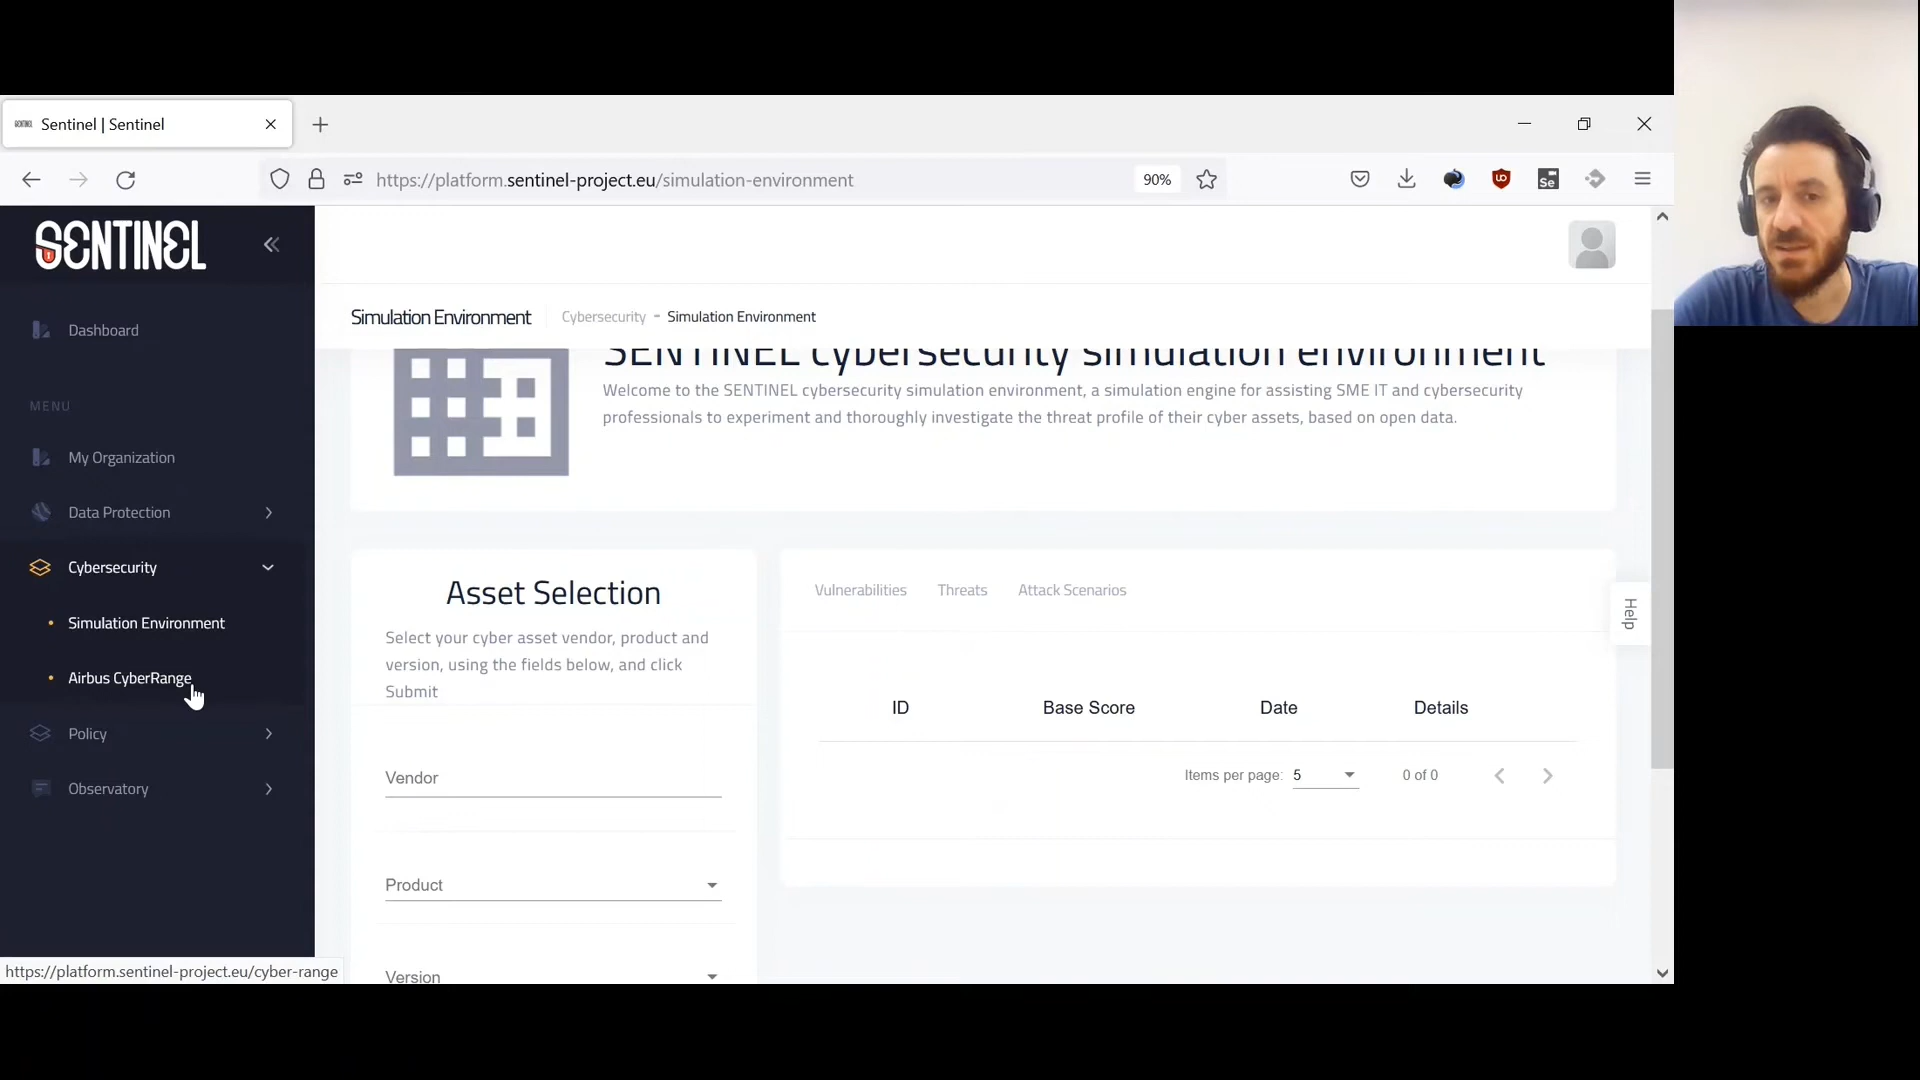 Sentinel | Sentinel
https://platform.sentinel-project.eu/simulation-environment
90%
SENTINEL
Dashboard
MENU
My Organization
Data Protection
Cybersecurity
Simulation Environment
Airbus CyberRange
Policy
Observatory
https://platform.sentinel-project.eu/cyber-range
Simulation Environment
Cybersecurity - Simulation Environment
SENTINEL cybersecurity simulation environment
Welcome to the SENTINEL cybersecurity simulation environment, a simulation engine for assisting SME IT and cybersecurity
professionals to experiment and thoroughly investigate the threat profile of their cyber assets, based on open data.
Asset Selection
Select your cyber asset vendor, product and
version, using the fields below, and click
Submit
Vendor
Product
Version
Vulnerabilities Threats Attack Scenarios
ID Base Score Date Details
Items per page: 5 0 of 0
Help